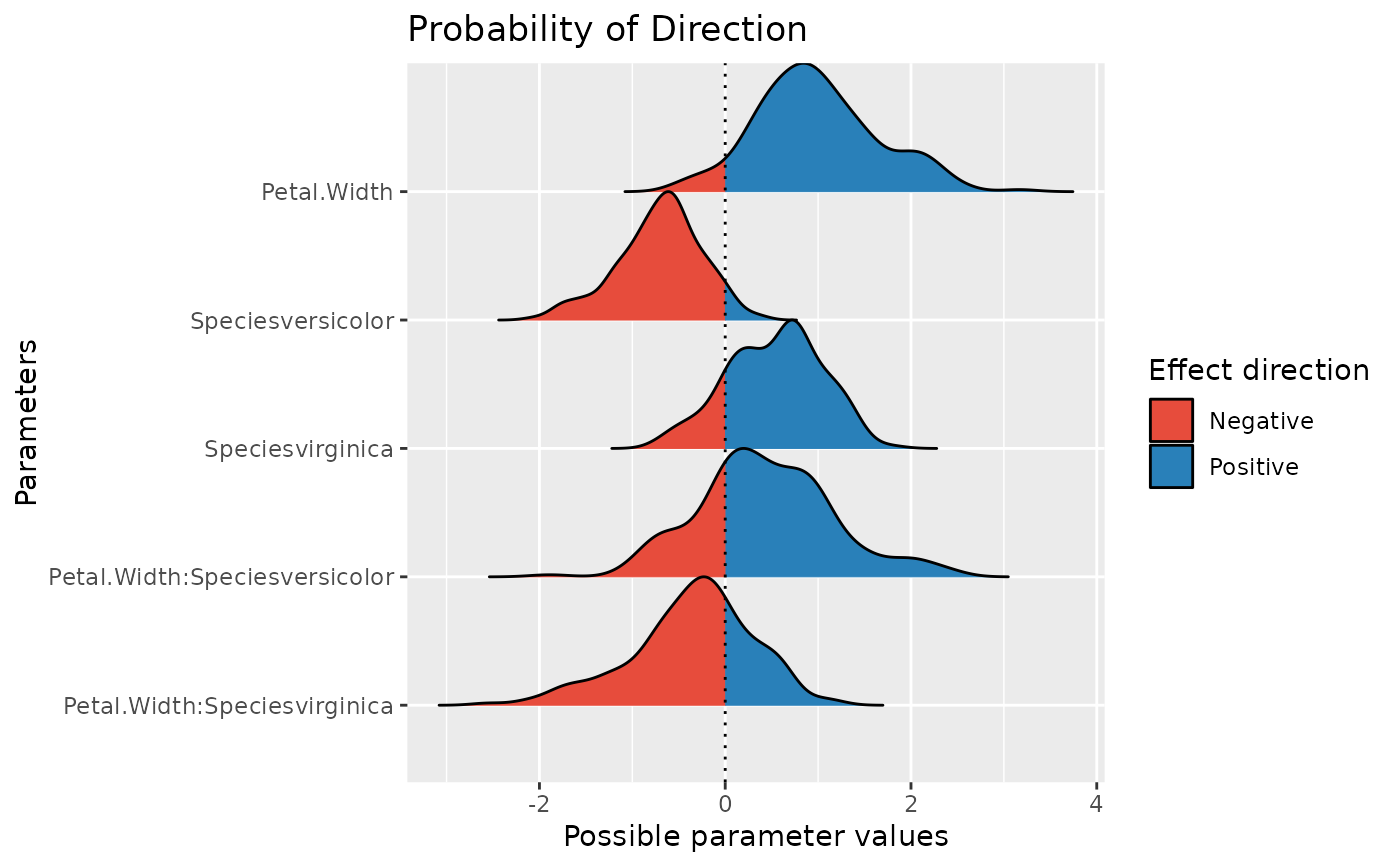 Probability of Direction
Parameters
Petal.Width
Speciesversicolor
Speciesvirginica
Petal.Width:Speciesversicolor
Petal.Width:Speciesvirginica
-2 0 2 4
Possible parameter values
Effect direction
Negative
Positive